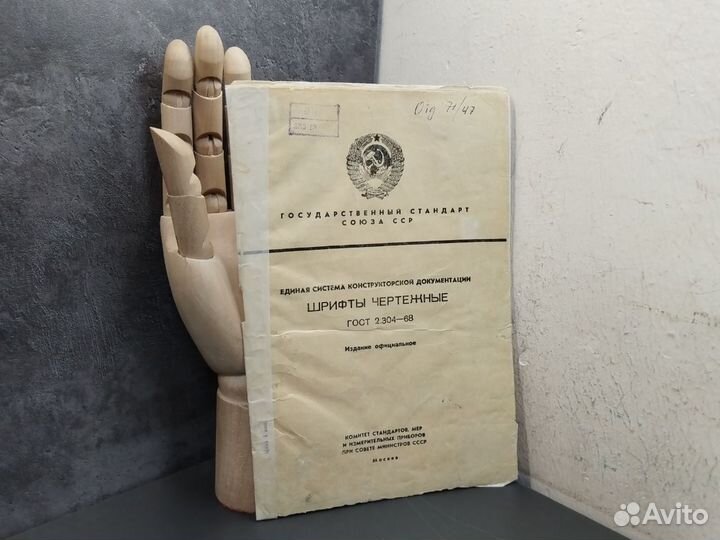 Oig 71/47
ГОСУДАРСТВЕННЫЙ СТАНДАРТ
СОЮЗА ССР
ЕДИНАЯ СИСТЕМА КОНСТРУКТОРСКОЙ ДОКУМЕНТАЦИИ
ШРИФТЫ ЧЕРТЕЖНЫЕ
ГОСТ 2.304—68
Издание официальное
КОМИТЕТ СТАНДАРТОВ, МЕР
И ИЗМЕРИТЕЛЬНЫХ ПРИБОРОВ
ПРИ СОВЕТЕ МИНИСТРОВ СССР
МОСКВА
Avito